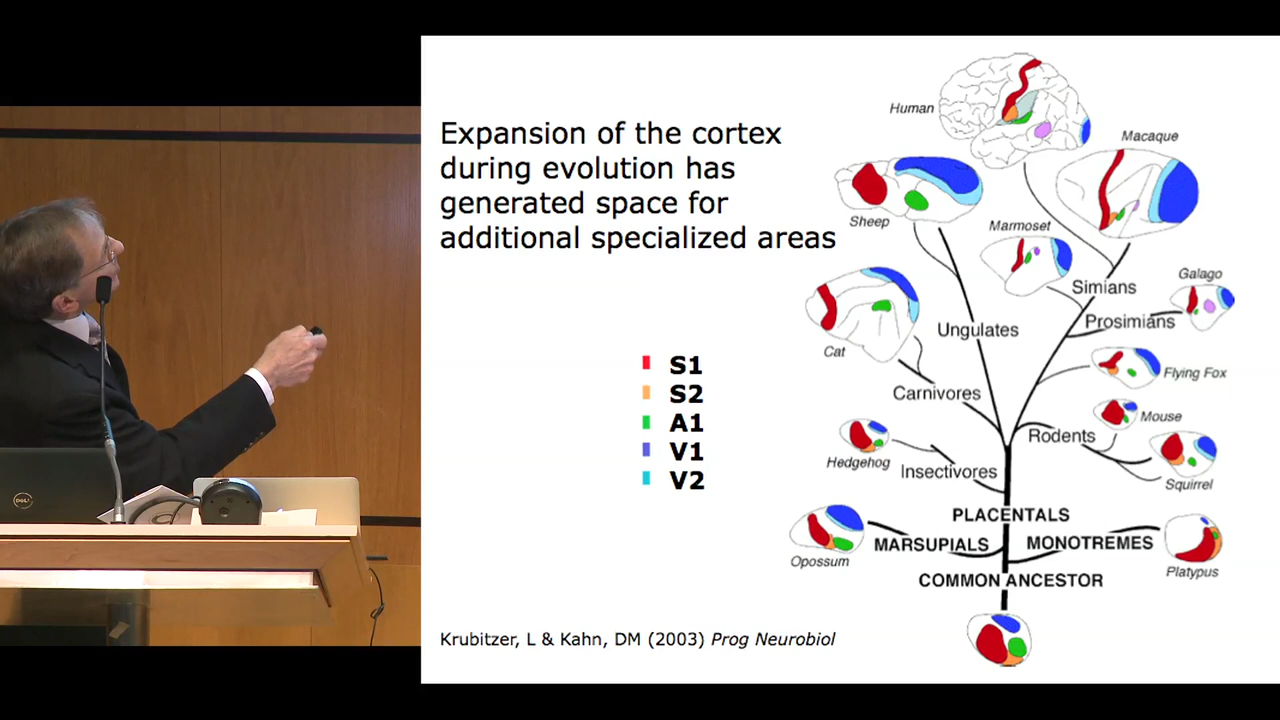 Expansion of the cortex
during evolution has
generated space for
additional specialized areas
S1
S2
A1
V1
V2
Human
Macaque
Sheep
Marmoset
Simians
Galago
Prosimians
Ungulates
Cat
Flying Fox
Carnivores
Mouse
Rodents
Hedgehog
Insectivores
Squirrel
PLACENTALS
MARSUPIALS
MONOTREMES
Opossum
Platypus
COMMON ANCESTOR
Krubitzer, L & Kahn, DM (2003) Prog Neurobiol
DELL